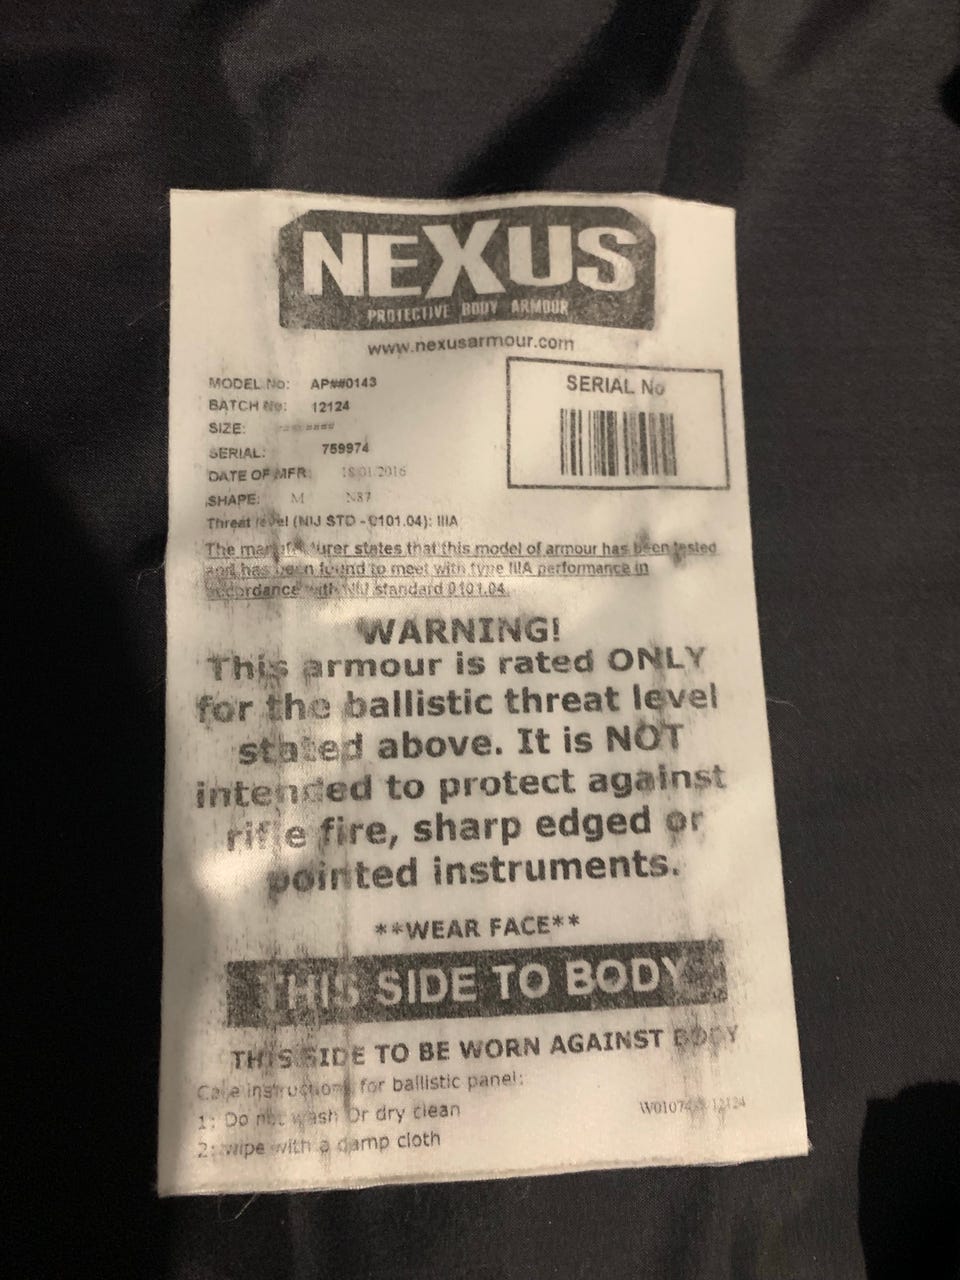 NEXUS
PROTECTIVE BODY ARMOUR
www.nexusarmour.com
MODEL No: AP##0143
BATCH No: 12124
SIZE:
SERIAL: 759974
DATE OF MFR: 18 01 2016
SHAPE: M N87
Threat level (NIJ STD - 0101.04): IIIA
SERIAL No
The manufacturer states that this model of armour has been tested
and has been found to meet with type IIIA performance in
accordance with NIJ standard 0101.04.
WARNING!
This armour is rated ONLY
for the ballistic threat level
stated above. It is NOT
intended to protect against
rifle fire, sharp edged or
pointed instruments.
**WEAR FACE**
THIS SIDE TO BODY
THIS SIDE TO BE WORN AGAINST BODY
Care instructions for ballistic panel:
1: Do not wash Or dry clean
2: wipe with a damp cloth